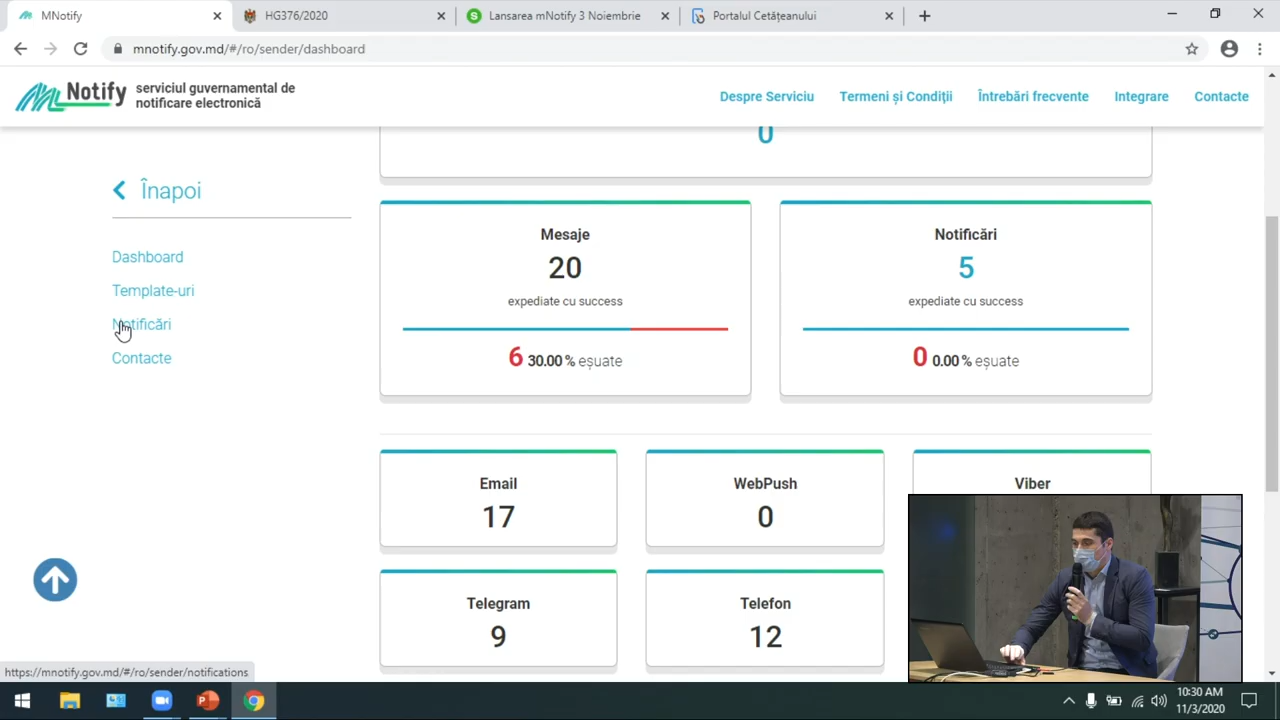 MNotify
HG376/2020
Lansarea mNotify 3 Noiembrie
Portalul Cetățeanului
mnotify.gov.md/#/ro/sender/dashboard
Notify
serviciul guvernamental de
notificare electronică
Despre Serviciu
Termeni și Condiții
Întrebări frecvente
Integrare
Contacte
0
Înapoi
Dashboard
Template-uri
Notificări
Contacte
Mesaje
20
expediate cu success
6 30.00 % eșuate
Notificări
5
expediate cu success
0 0.00 % eșuate
Email
17
WebPush
0
Viber
Telegram
9
Telefon
12
https://mnotify.gov.md/#/ro/sender/notifications
10:30 AM
11/3/2020